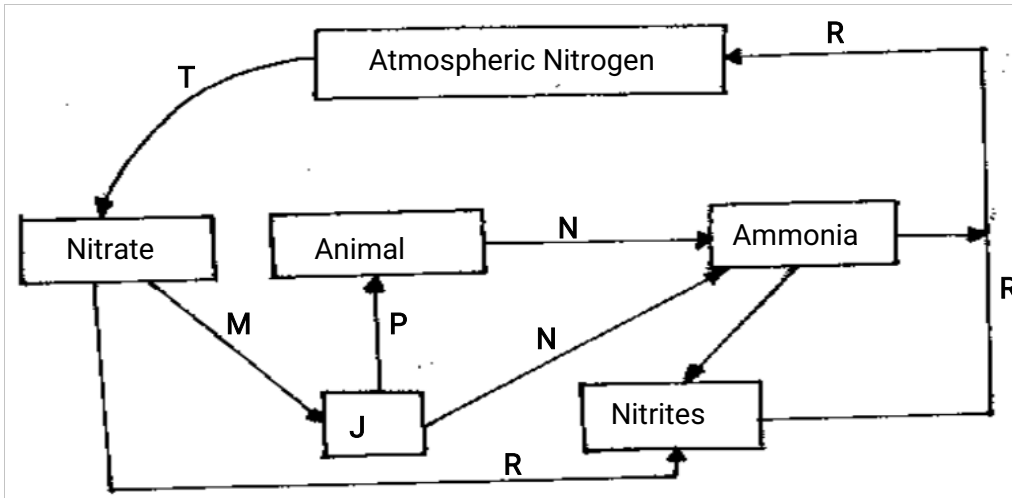 R
Atmospheric Nitrogen
T
Nitrate
Animal
N
Ammonia
R
M
P
N
J
Nitrites
R